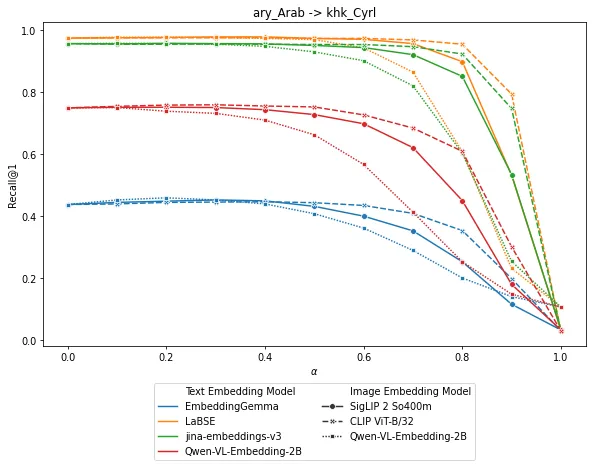 ary_Arab -> khk_Cyrl
Recall@1
1.0
0.8
0.6
0.4
0.2
0.0
0.0 0.2 0.4 0.6 0.8 1.0
α
Text Embedding Model Image Embedding Model
EmbeddingGemma SigLIP 2 So400m
LaBSE CLIP ViT-B/32
jina-embeddings-v3 Qwen-VL-Embedding-2B
Qwen-VL-Embedding-2B